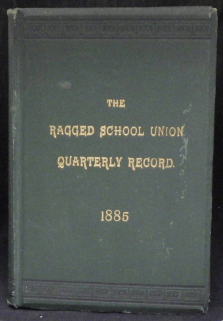 THE
RAGGED SCHOOL UNION
QUARTERLY RECORD.
1885